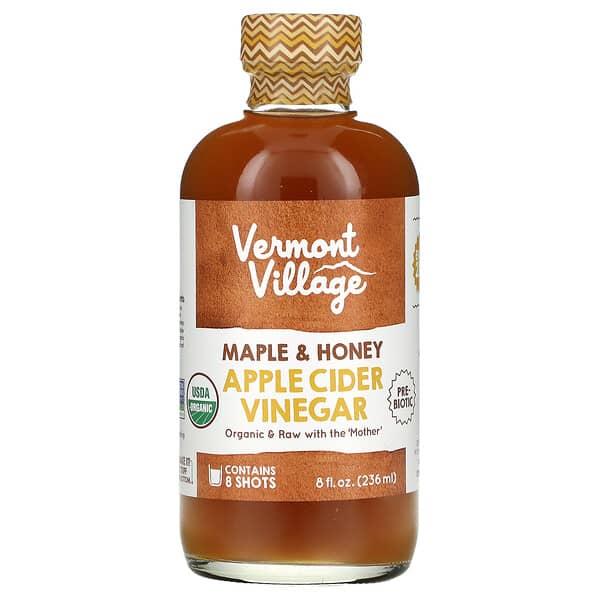 Vermont
Village
MAPLE & HONEY
APPLE CIDER
VINEGAR
Organic & Raw with the 'Mother'
USDA
ORGANIC
PRE-
BIOTIC
CONTAINS
8 SHOTS
8 fl. oz. (236 ml)